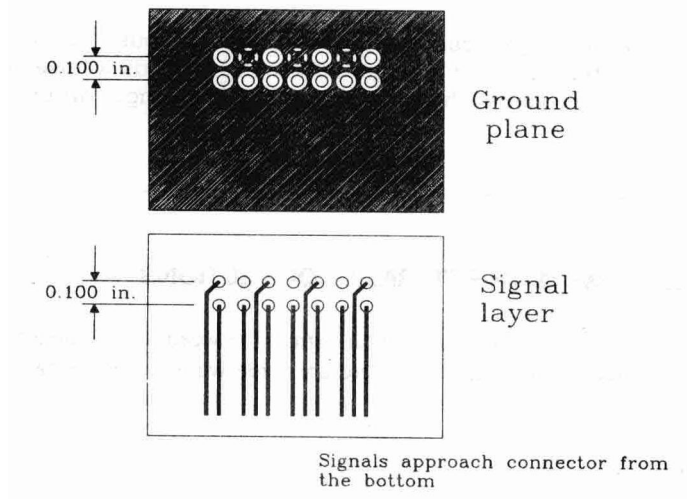 0.100 in.
Ground
plane
0.100 in.
Signal
layer
Signals approach connector from
the bottom